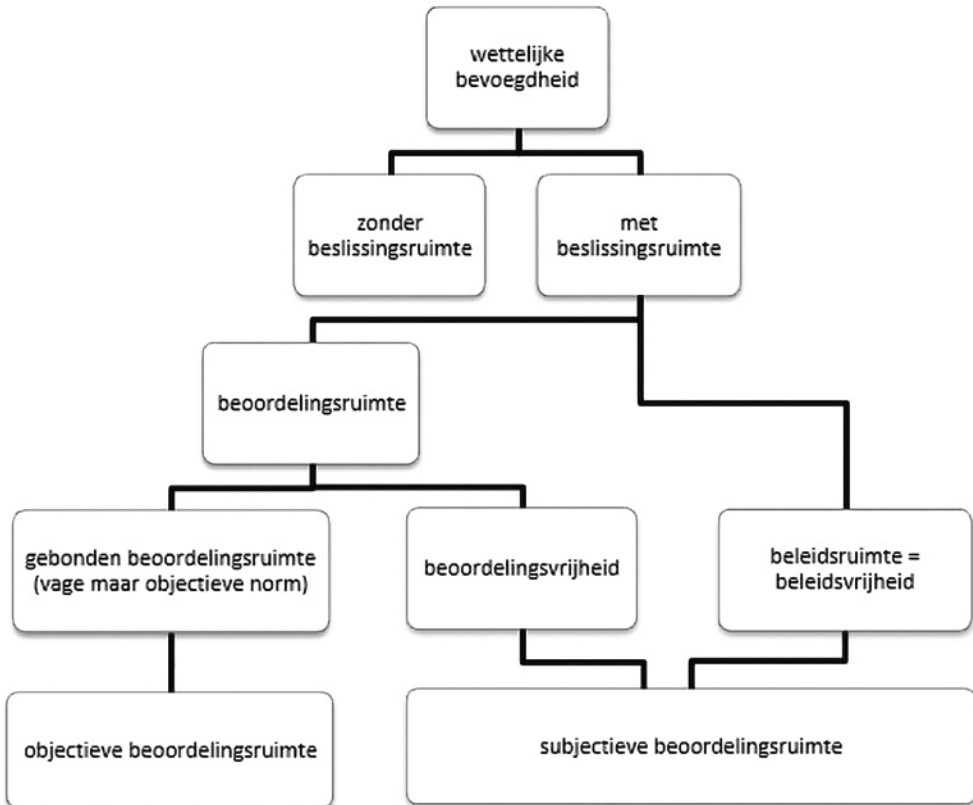 wettelijke
bevoegdheid
zonder
beslissingsruimte
met
beslissingsruimte
beoordelingsruimte
gebonden beoordelingsruimte
(vage maar objectieve norm)
beoordelingsvrijheid
beleidsruimte =
beleidsvrijheid
objectieve beoordelingsruimte
subjectieve beoordelingsruimte